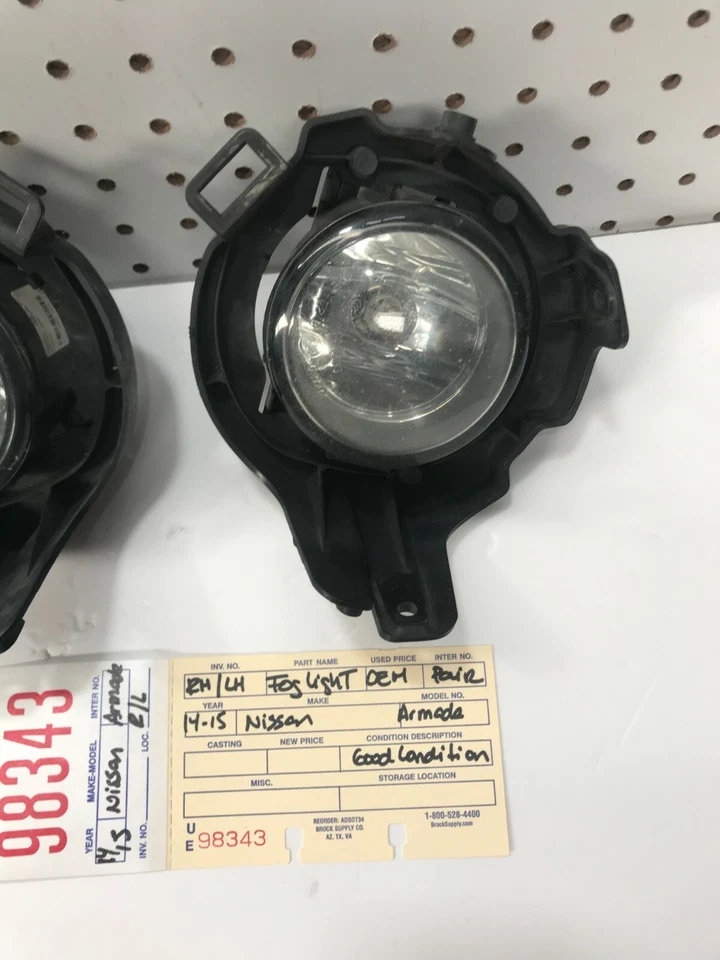 INV. NO. PART NAME USED PRICE INTER NO.
RH/LH Fog Light OEM Pair
YEAR MAKE MODEL NO.
14-15 Nissan Armada
CASTING NEW PRICE CONDITION DESCRIPTION
Good Condition
MISC. STORAGE LOCATION
U
E 98343
REORDER: ADS0734
BROCK SUPPLY CO.
AZ, TX, VA
1-800-528-4400
BrockSupply.com
98343
YEAR MAKE-MODEL INTER NO.
14,15 Nissan Armada
R/L
INV. NO. LOC.